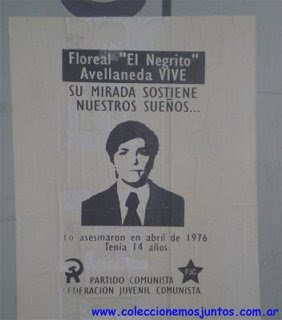 Floreal "El Negrito"
Avellaneda VIVE
SU MIRADA SOSTIENE
NUESTROS SUEÑOS...
Lo asesinaron en abril de 1976
Tenía 14 años
FJC
PARTIDO COMUNISTA
FEDERACION JUVENIL COMUNISTA
www.coleccionemosjuntos.com.ar